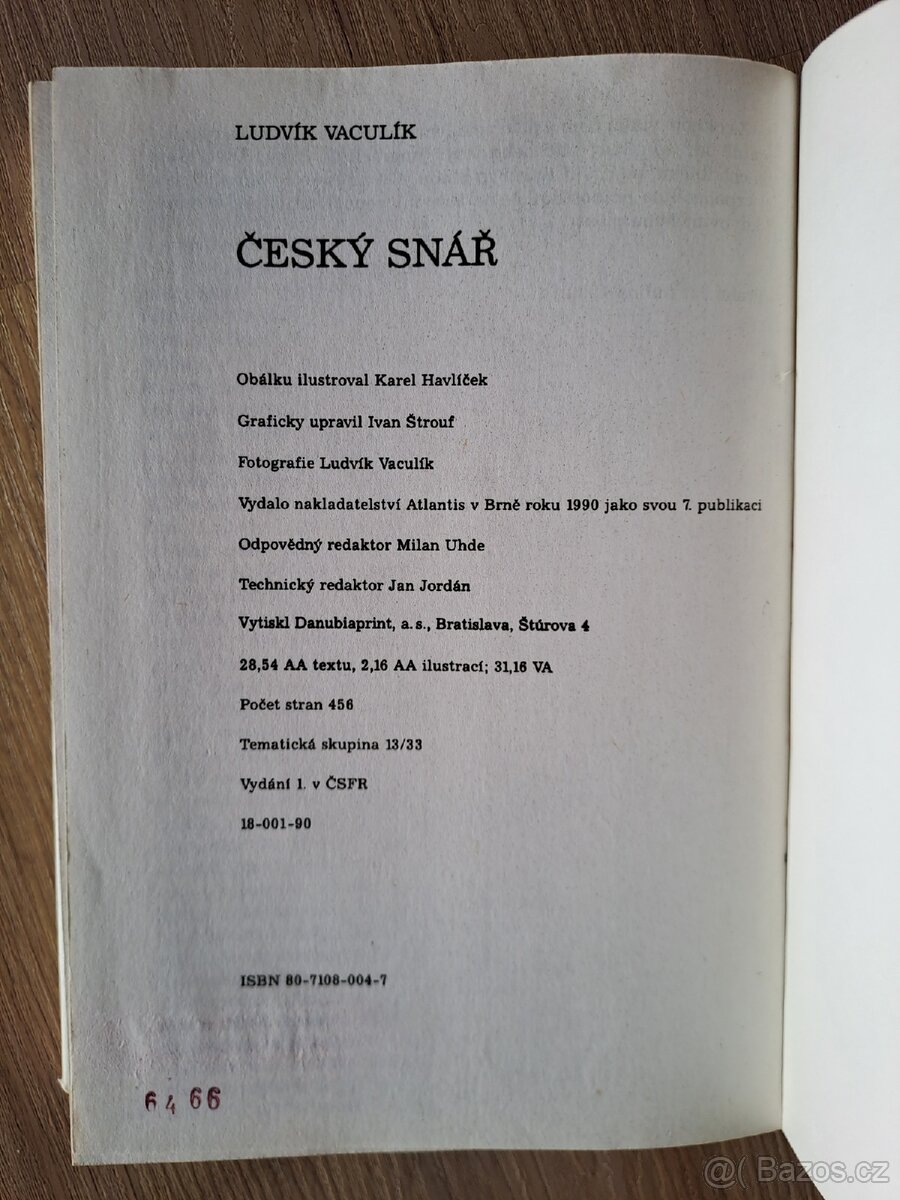 LUDVÍK VACULÍK
ČESKÝ SNÁŘ
Obálku ilustroval Karel Havlíček
Graficky upravil Ivan Štrouf
Fotografie Ludvík Vaculík
Vydalo nakladatelství Atlantis v Brně roku 1990 jako svou 7. publikaci
Odpovědný redaktor Milan Uhde
Technický redaktor Jan Jordán
Vytiskl Danubiaprint, a.s., Bratislava, Štúrova 4
28,54 AA textu, 2,16 AA ilustrací; 31,16 VA
Počet stran 456
Tematická skupina 13/33
Vydání 1. v ČSFR
18-001-90
ISBN 80-7108-004-7
6466
@( Bazos.cz